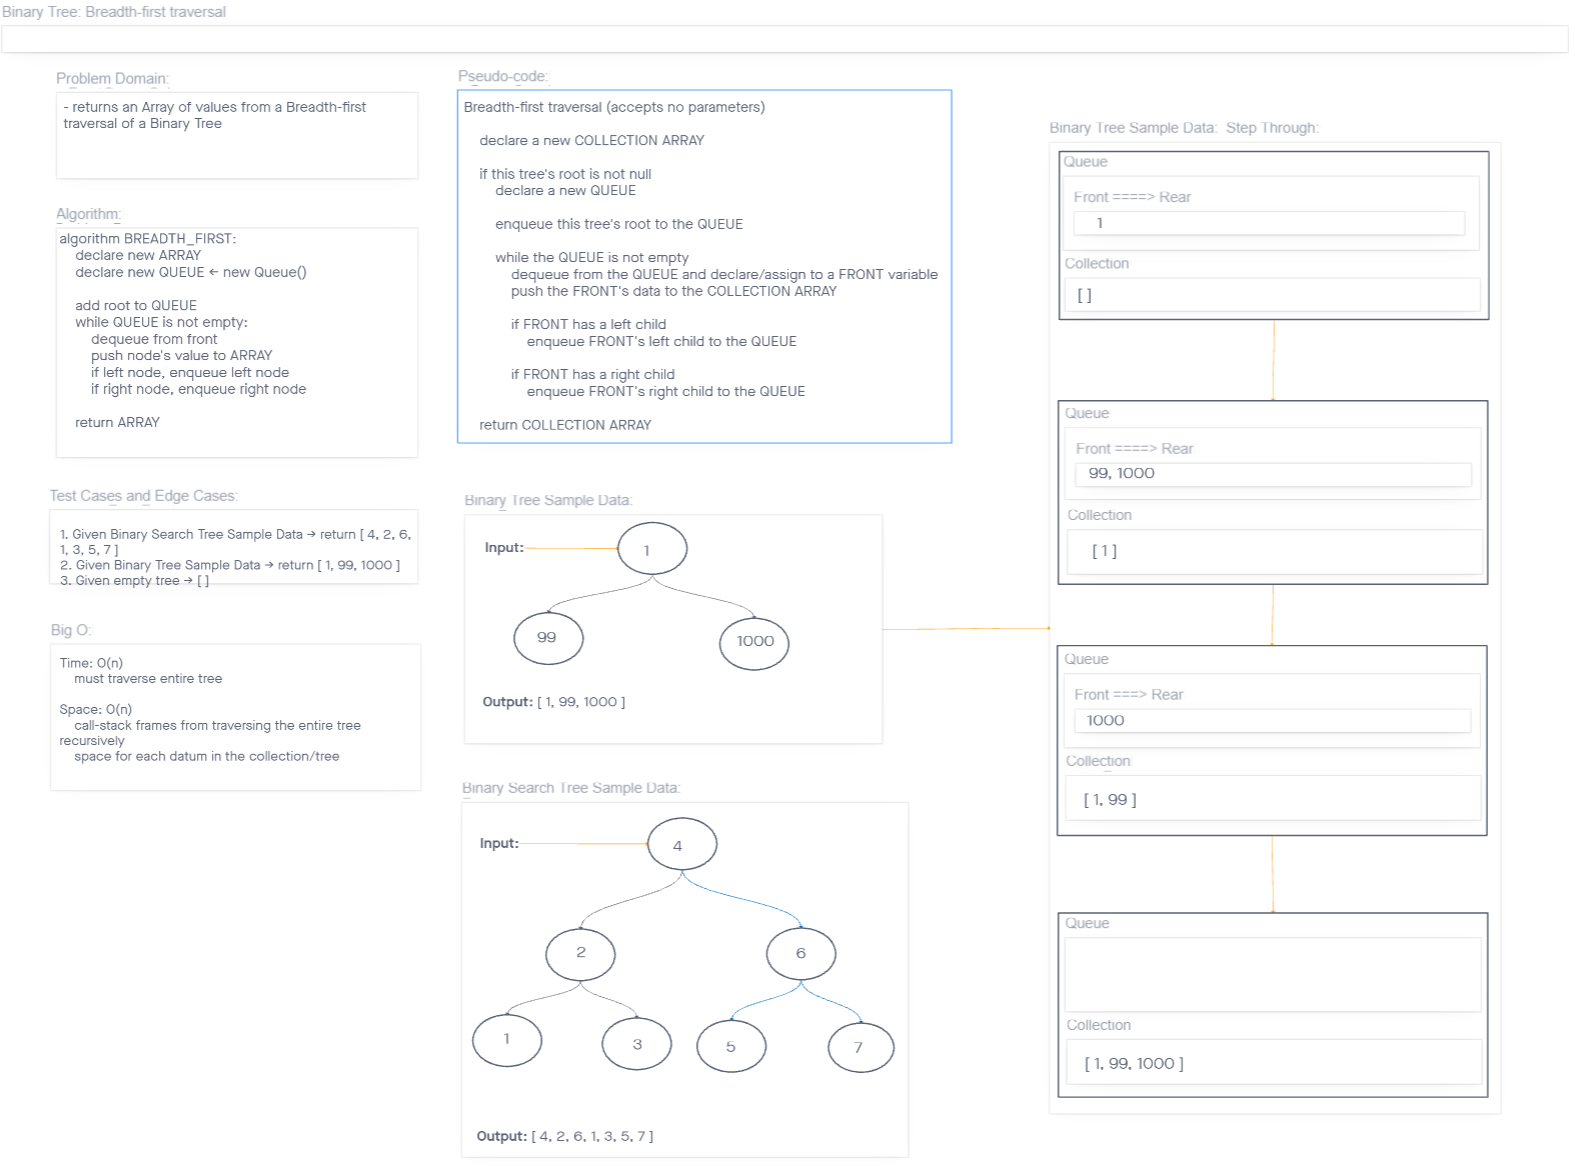 Binary Tree: Breadth-first traversal
Problem Domain:
- returns an Array of values from a Breadth-first
traversal of a Binary Tree
Algorithm:
algorithm BREADTH_FIRST:
declare new ARRAY
declare new QUEUE ← new Queue()
add root to QUEUE
while QUEUE is not empty:
dequeue from front
push node's value to ARRAY
if left node, enqueue left node
if right node, enqueue right node
return ARRAY
Test Cases and Edge Cases:
1. Given Binary Search Tree Sample Data → return [ 4, 2, 6,
1, 3, 5, 7 ]
2. Given Binary Tree Sample Data → return [ 1, 99, 1000 ]
3. Given empty tree → [ ]
Big O:
Time: O(n)
must traverse entire tree
Space: O(n)
call-stack frames from traversing the entire tree
recursively
space for each datum in the collection/tree
Pseudo-code:
Breadth-first traversal (accepts no parameters)
declare a new COLLECTION ARRAY
if this tree's root is not null
declare a new QUEUE
enqueue this tree's root to the QUEUE
while the QUEUE is not empty
dequeue from the QUEUE and declare/assign to a FRONT variable
push the FRONT's data to the COLLECTION ARRAY
if FRONT has a left child
enqueue FRONT's left child to the QUEUE
if FRONT has a right child
enqueue FRONT's right child to the QUEUE
return COLLECTION ARRAY
Binary Tree Sample Data:
Input:
1
99
1000
Output: [ 1, 99, 1000 ]
Binary Search Tree Sample Data:
Input:
4
2
6
1
3
5
7
Output: [ 4, 2, 6, 1, 3, 5, 7 ]
Binary Tree Sample Data: Step Through:
Queue
Front ====> Rear
1
Collection
[ ]
Queue
Front ====> Rear
99, 1000
Collection
[ 1 ]
Queue
Front ===> Rear
1000
Collection
[ 1, 99 ]
Queue
Collection
[ 1, 99, 1000 ]